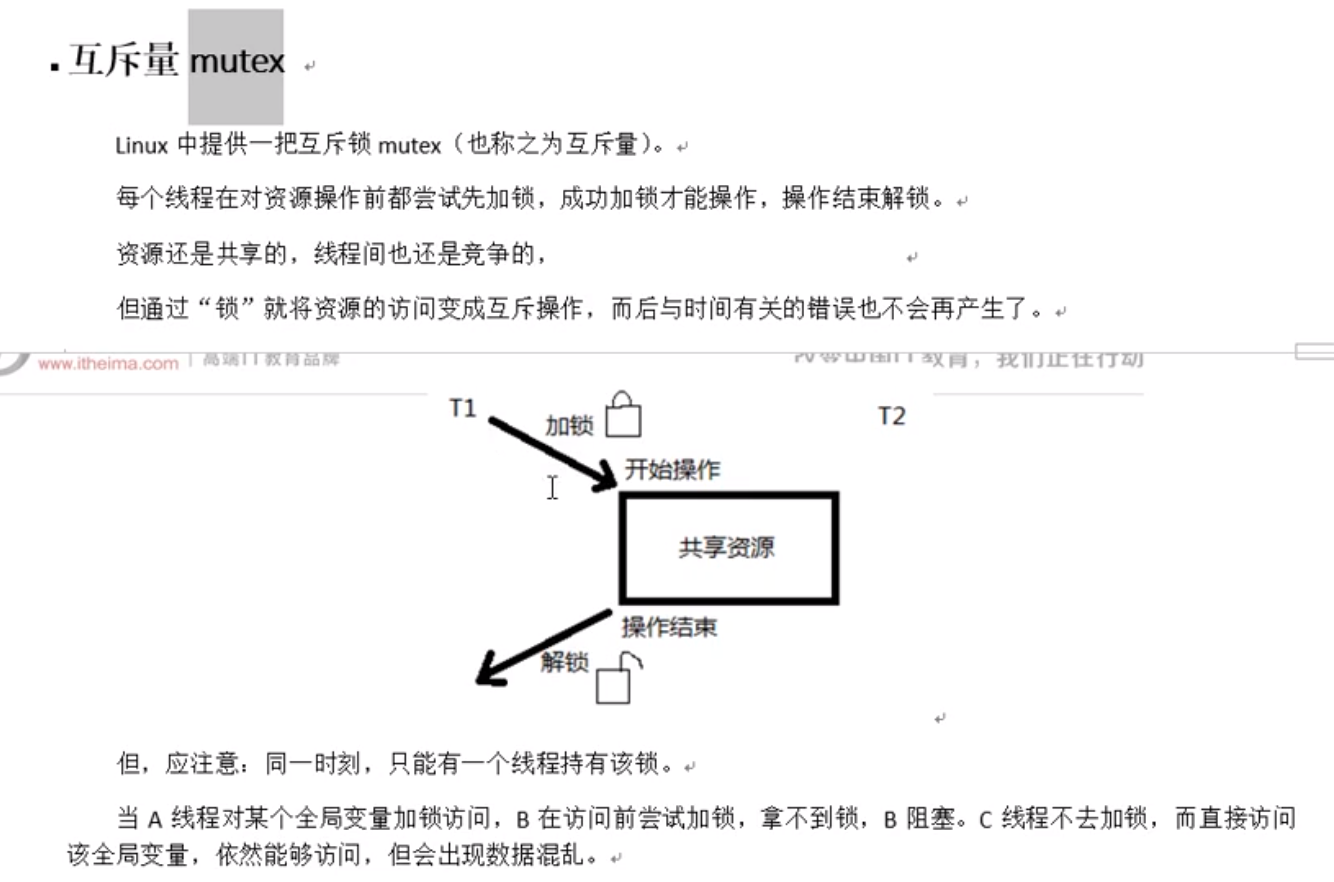 ▪互斥量 mutex
Linux 中提供一把互斥锁 mutex（也称之为互斥量）。
每个线程在对资源操作前都尝试先加锁，成功加锁才能操作，操作结束解锁。
资源还是共享的，线程间也还是竞争的，
但通过“锁”就将资源的访问变成互斥操作，而后与时间有关的错误也不会再产生了。
www.itheima.com | 高端IT教育品牌
教育，我们正在行动
T1
加锁
T2
开始操作
共享资源
操作结束
解锁
但，应注意：同一时刻，只能有一个线程持有该锁。
当 A 线程对某个全局变量加锁访问，B 在访问前尝试加锁，拿不到锁，B 阻塞。C 线程不去加锁，而直接访问
该全局变量，依然能够访问，但会出现数据混乱。